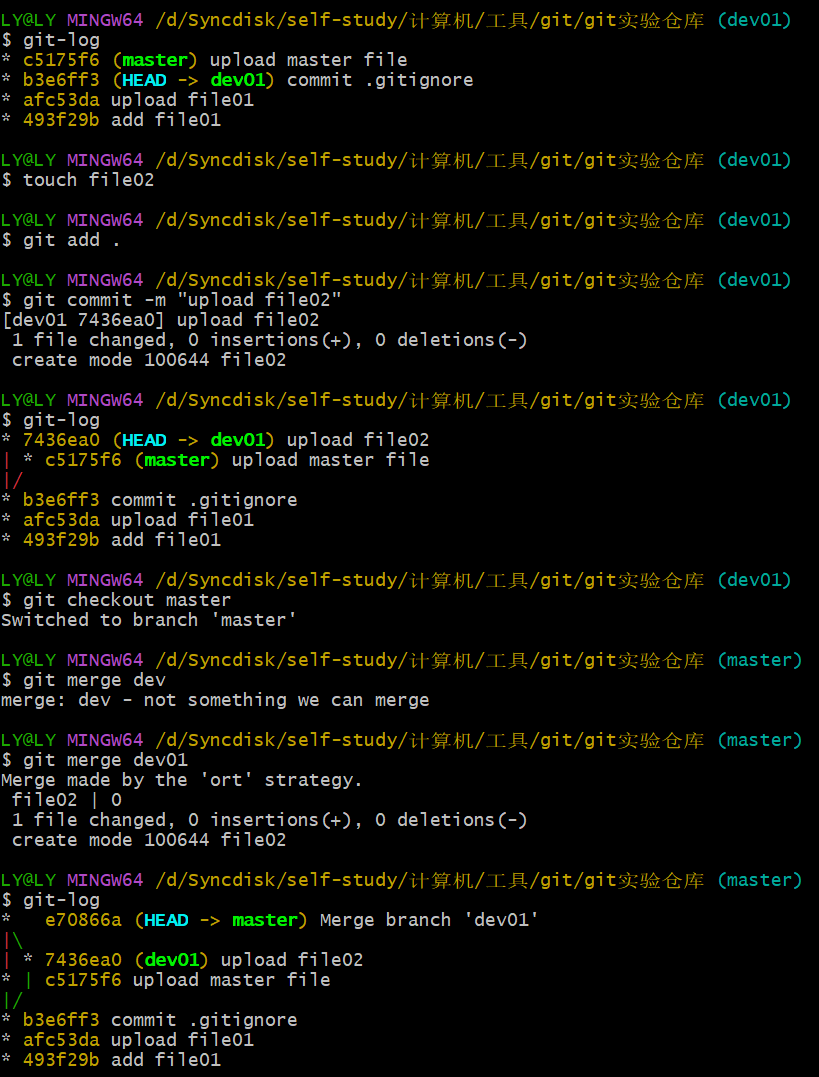 LY@LY MINGW64 /d/Syncdisk/self-study/计算机/工具/git/git实验仓库 (dev01)
$ git-log
* c5175f6 (master) upload master file
* b3e6ff3 (HEAD -> dev01) commit .gitignore
* afc53da upload file01
* 493f29b add file01

LY@LY MINGW64 /d/Syncdisk/self-study/计算机/工具/git/git实验仓库 (dev01)
$ touch file02

LY@LY MINGW64 /d/Syncdisk/self-study/计算机/工具/git/git实验仓库 (dev01)
$ git add .

LY@LY MINGW64 /d/Syncdisk/self-study/计算机/工具/git/git实验仓库 (dev01)
$ git commit -m "upload file02"
[dev01 7436ea0] upload file02
 1 file changed, 0 insertions(+), 0 deletions(-)
 create mode 100644 file02

LY@LY MINGW64 /d/Syncdisk/self-study/计算机/工具/git/git实验仓库 (dev01)
$ git-log
* 7436ea0 (HEAD -> dev01) upload file02
| * c5175f6 (master) upload master file
|/
* b3e6ff3 commit .gitignore
* afc53da upload file01
* 493f29b add file01

LY@LY MINGW64 /d/Syncdisk/self-study/计算机/工具/git/git实验仓库 (dev01)
$ git checkout master
Switched to branch 'master'

LY@LY MINGW64 /d/Syncdisk/self-study/计算机/工具/git/git实验仓库 (master)
$ git merge dev
merge: dev - not something we can merge

LY@LY MINGW64 /d/Syncdisk/self-study/计算机/工具/git/git实验仓库 (master)
$ git merge dev01
Merge made by the 'ort' strategy.
 file02 | 0
 1 file changed, 0 insertions(+), 0 deletions(-)
 create mode 100644 file02

LY@LY MINGW64 /d/Syncdisk/self-study/计算机/工具/git/git实验仓库 (master)
$ git-log
*   e70866a (HEAD -> master) Merge branch 'dev01'
|\
| * 7436ea0 (dev01) upload file02
* | c5175f6 upload master file
|/
* b3e6ff3 commit .gitignore
* afc53da upload file01
* 493f29b add file01